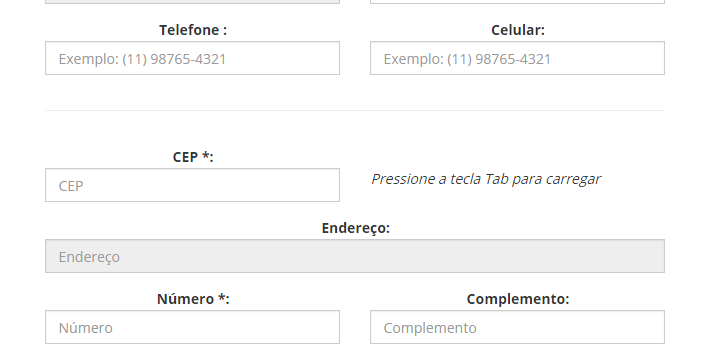 Telefone :
Celular:
Exemplo: (11) 98765-4321
Exemplo: (11) 98765-4321
CEP *:
CEP
Pressione a tecla Tab para carregar
Endereço:
Endereço
Número *:
Complemento:
Número
Complemento